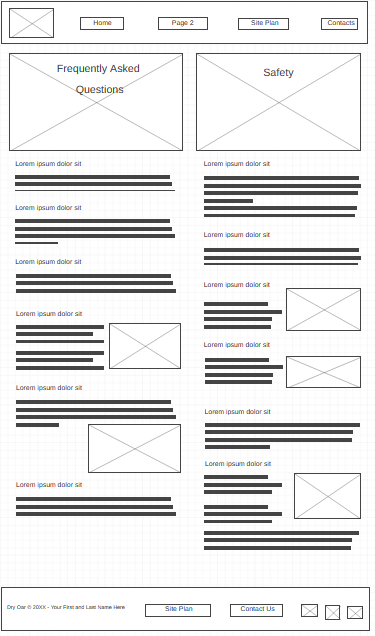 Home
Page 2
Site Plan
Contacts
Frequently Asked
Questions
Safety
Lorem ipsum dolor sit
Lorem ipsum dolor sit
Lorem ipsum dolor sit
Lorem ipsum dolor sit
Lorem ipsum dolor sit
Lorem ipsum dolor sit
Lorem ipsum dolor sit
Lorem ipsum dolor sit
Lorem ipsum dolor sit
Lorem ipsum dolor sit
Lorem ipsum dolor sit
Lorem ipsum dolor sit
Dry Oar © 20XX - Your First and Last Name Here
Site Plan
Contact Us